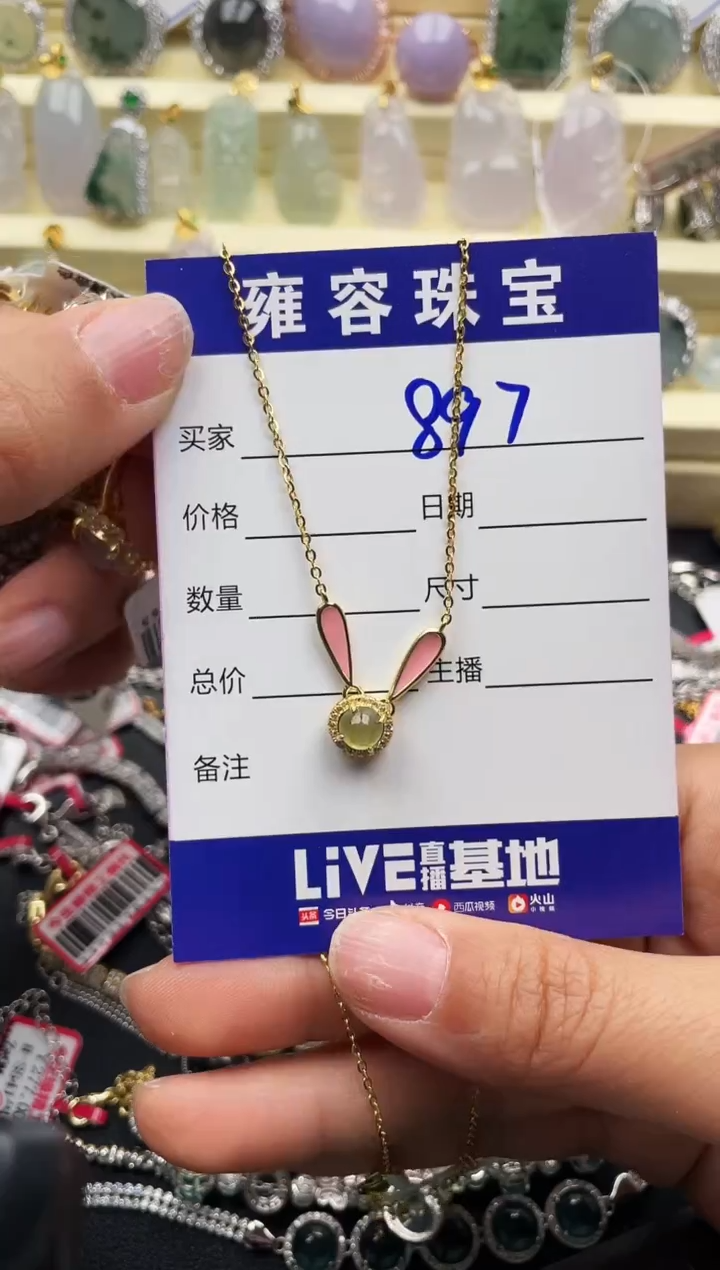 雍容珠宝
买家 897
价格 日期
数量 尺寸
总价 主播
备注
LiVE直播基地
头条 今日头条 西瓜视频 火山